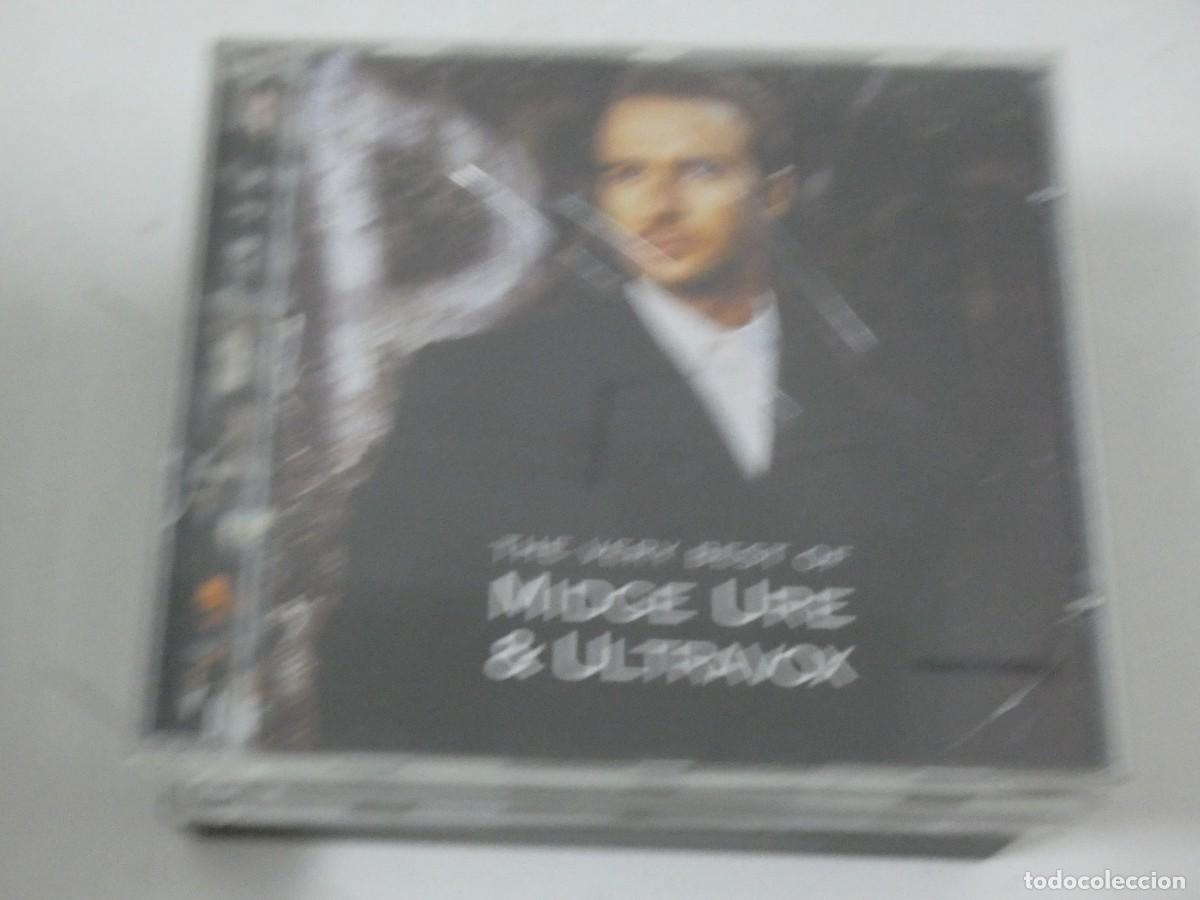 THE VERY BEST OF
MIDGE URE
& ULTRAVOX
todocoleccion